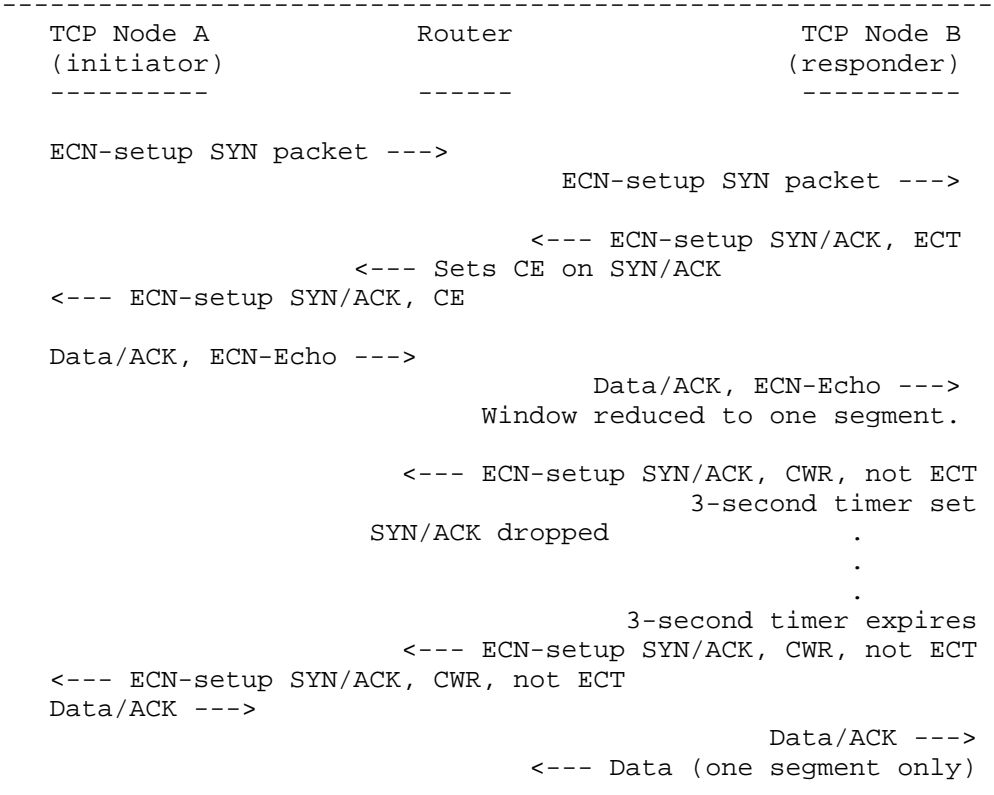 ---------------------------------------------------------------
TCP Node A             Router                  TCP Node B
(initiator)                                   (responder)
----------             ------                  ----------
ECN-setup SYN packet --->
ECN-setup SYN packet --->
<--- ECN-setup SYN/ACK, ECT
<--- Sets CE on SYN/ACK
<--- ECN-setup SYN/ACK, CE
Data/ACK, ECN-Echo --->
Data/ACK, ECN-Echo --->
Window reduced to one segment.
<--- ECN-setup SYN/ACK, CWR, not ECT
3-second timer set
SYN/ACK dropped               .
.
.
3-second timer expires
<--- ECN-setup SYN/ACK, CWR, not ECT
<--- ECN-setup SYN/ACK, CWR, not ECT
Data/ACK --->
Data/ACK --->
<--- Data (one segment only)